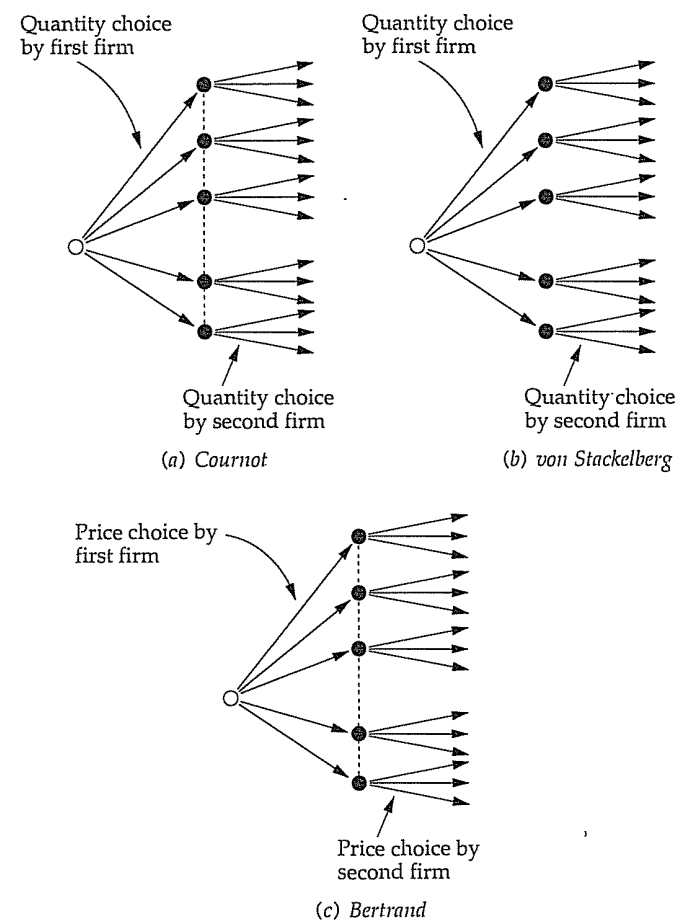 Quantity choice
by first firm
Quantity choice
by second firm
(a) Cournot
Quantity choice
by first firm
Quantity choice
by second firm
(b) von Stackelberg
Price choice by
first firm
Price choice by
second firm
(c) Bertrand